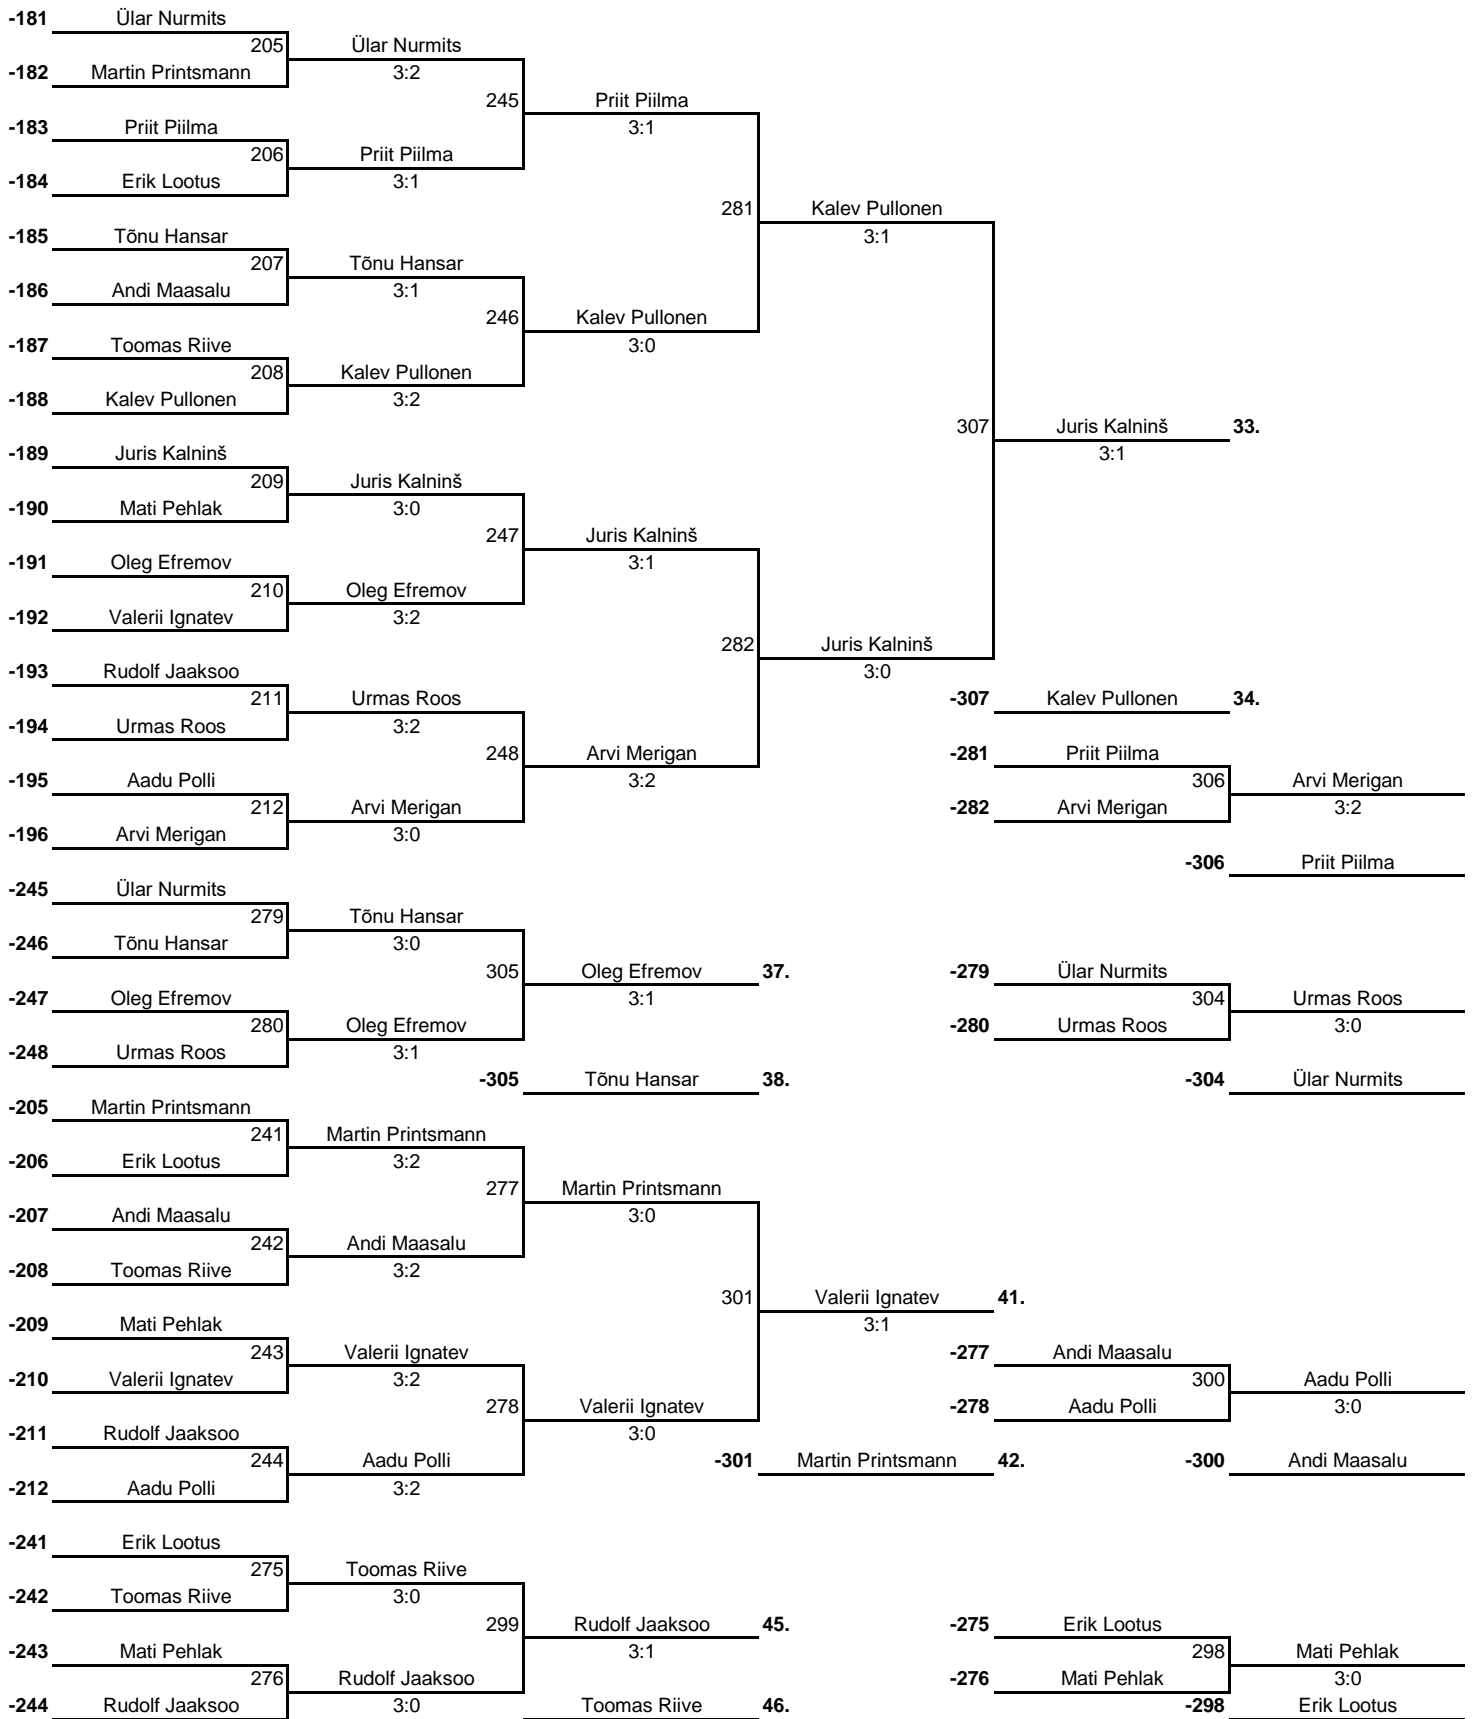 -181 Ülar Nurmits
205 Ülar Nurmits
-182 Martin Printsmann 3:2
245 Priit Piilma
-183 Priit Piilma 3:1
206 Priit Piilma
-184 Erik Lootus 3:1
281 Kalev Pullonen
-185 Tõnu Hansar 3:1
207 Tõnu Hansar
-186 Andi Maasalu 3:1
246 Kalev Pullonen
-187 Toomas Riive 3:0
208 Kalev Pullonen
-188 Kalev Pullonen 3:2
307 Juris Kalninš 33.
-189 Juris Kalninš 3:1
209 Juris Kalninš
-190 Mati Pehlak 3:0
247 Juris Kalninš
-191 Oleg Efremov 3:1
210 Oleg Efremov
-192 Valerii Ignatev 3:2
282 Juris Kalninš
-193 Rudolf Jaaksoo 3:0
211 Urmas Roos -307 Kalev Pullonen 34.
-194 Urmas Roos 3:2
248 Arvi Merigan -281 Priit Piilma
-195 Aadu Polli 3:2 306 Arvi Merigan
212 Arvi Merigan -282 Arvi Merigan 3:2
-196 Arvi Merigan 3:0
-306 Priit Piilma
-245 Ülar Nurmits
279 Tõnu Hansar
-246 Tõnu Hansar 3:0
305 Oleg Efremov 37. -279 Ülar Nurmits
-247 Oleg Efremov 3:1 304 Urmas Roos
280 Oleg Efremov -280 Urmas Roos 3:0
-248 Urmas Roos 3:1
-305 Tõnu Hansar 38. -304 Ülar Nurmits
-205 Martin Printsmann
241 Martin Printsmann
-206 Erik Lootus 3:2
277 Martin Printsmann
-207 Andi Maasalu 3:0
242 Andi Maasalu
-208 Toomas Riive 3:2
301 Valerii Ignatev 41.
-209 Mati Pehlak 3:1
243 Valerii Ignatev -277 Andi Maasalu
-210 Valerii Ignatev 3:2 300 Aadu Polli
278 Valerii Ignatev -278 Aadu Polli 3:0
-211 Rudolf Jaaksoo 3:0
244 Aadu Polli -301 Martin Printsmann 42. -300 Andi Maasalu
-212 Aadu Polli 3:2
-241 Erik Lootus
275 Toomas Riive
-242 Toomas Riive 3:0
299 Rudolf Jaaksoo 45. -275 Erik Lootus
-243 Mati Pehlak 3:1 298 Mati Pehlak
276 Rudolf Jaaksoo -276 Mati Pehlak 3:0
-244 Rudolf Jaaksoo 3:0 Toomas Riive 46. -298 Erik Lootus